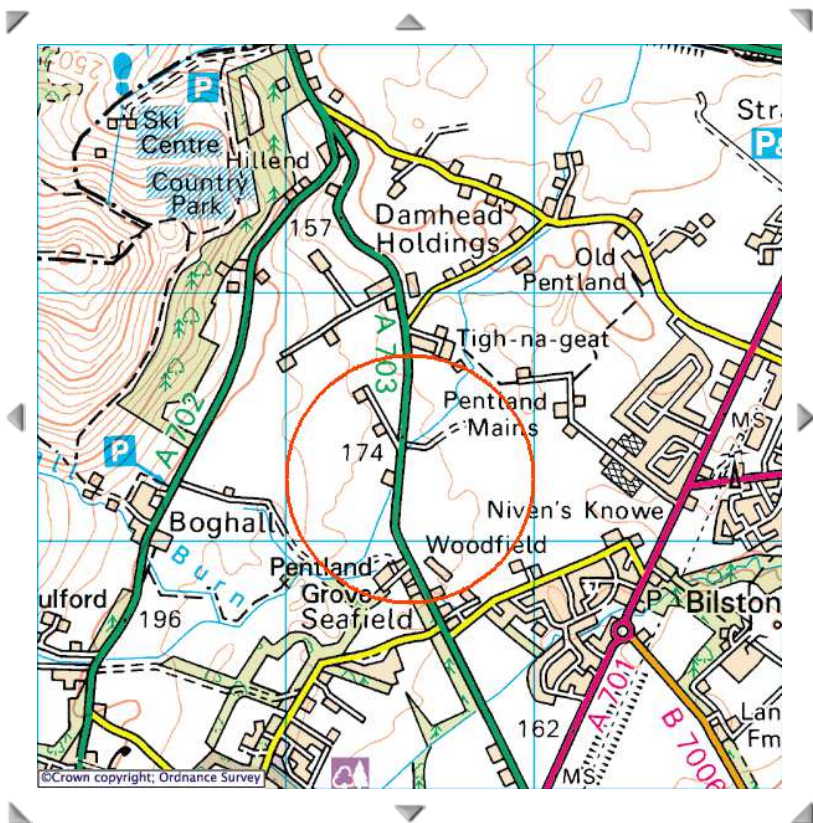 250
P
Ski
Centre
Hillend
Country
Park
157
Damhead
Holdings
Old
Pentland
Tigh-na-geat
A 703
Pentland
Mains
MS
174
A 702
P
Boghall
Burn
Niven's Knowe
Woodfield
Pentland
Grove
Seafield
ulford
196
P
Bilston
162
A 701
B 7006
Lan
Fm
MS
©Crown copyright; Ordnance Survey